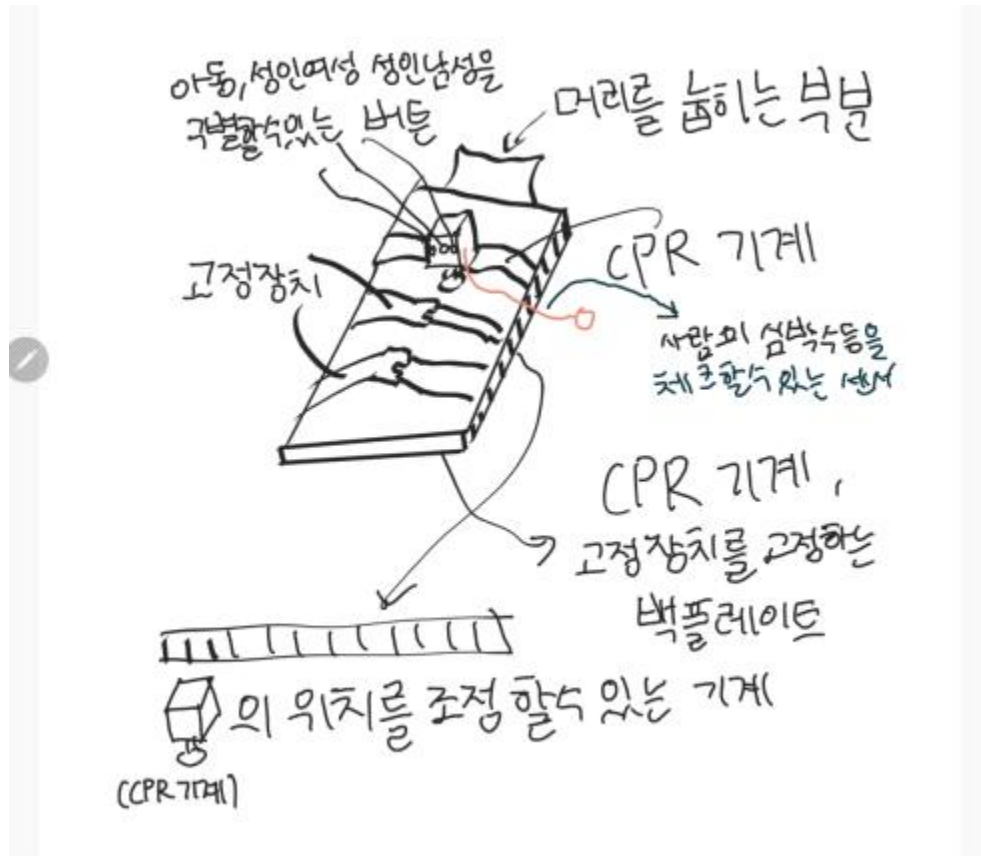 아동, 성인여성 성인남성을
구별할수있는 버튼
머리를 눕히는 부분
CPR 기계
고정장치
사람의 심박수등을
체크할수 있는 센서
CPR 기계,
고정장치를 고정하는
백플레이트
의 위치를 조정 할수 있는 기계
(CPR기계)